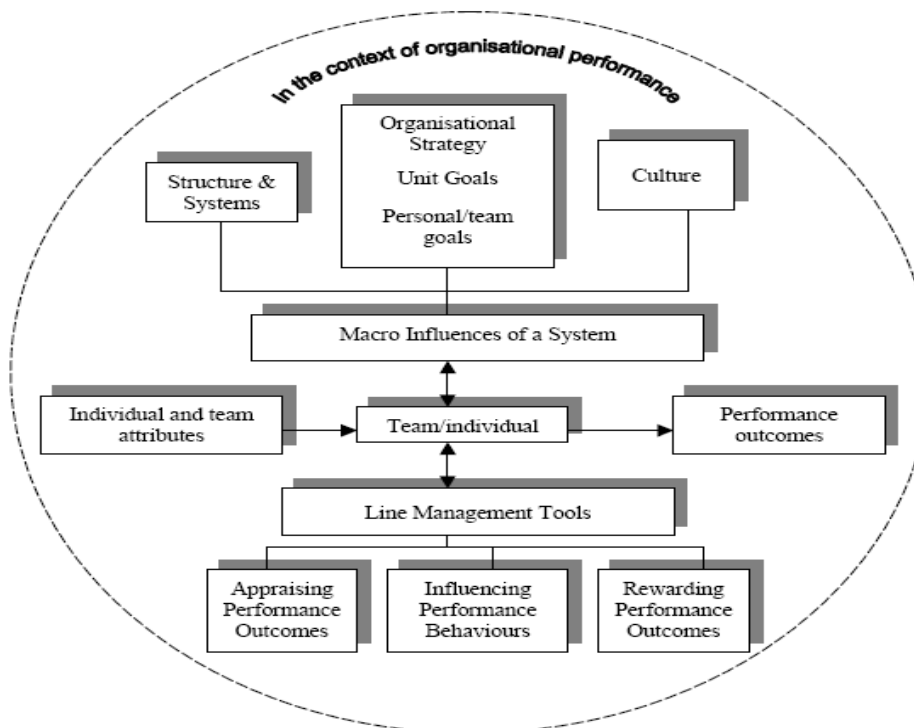 In the context of organisational performance
Organisational
Strategy
Unit Goals
Personal/team
goals
Structure &
Systems
Culture
Macro Influences of a System
Individual and team
attributes
Team/individual
Performance
outcomes
Line Management Tools
Appraising
Performance
Outcomes
Influencing
Performance
Behaviours
Rewarding
Performance
Outcomes